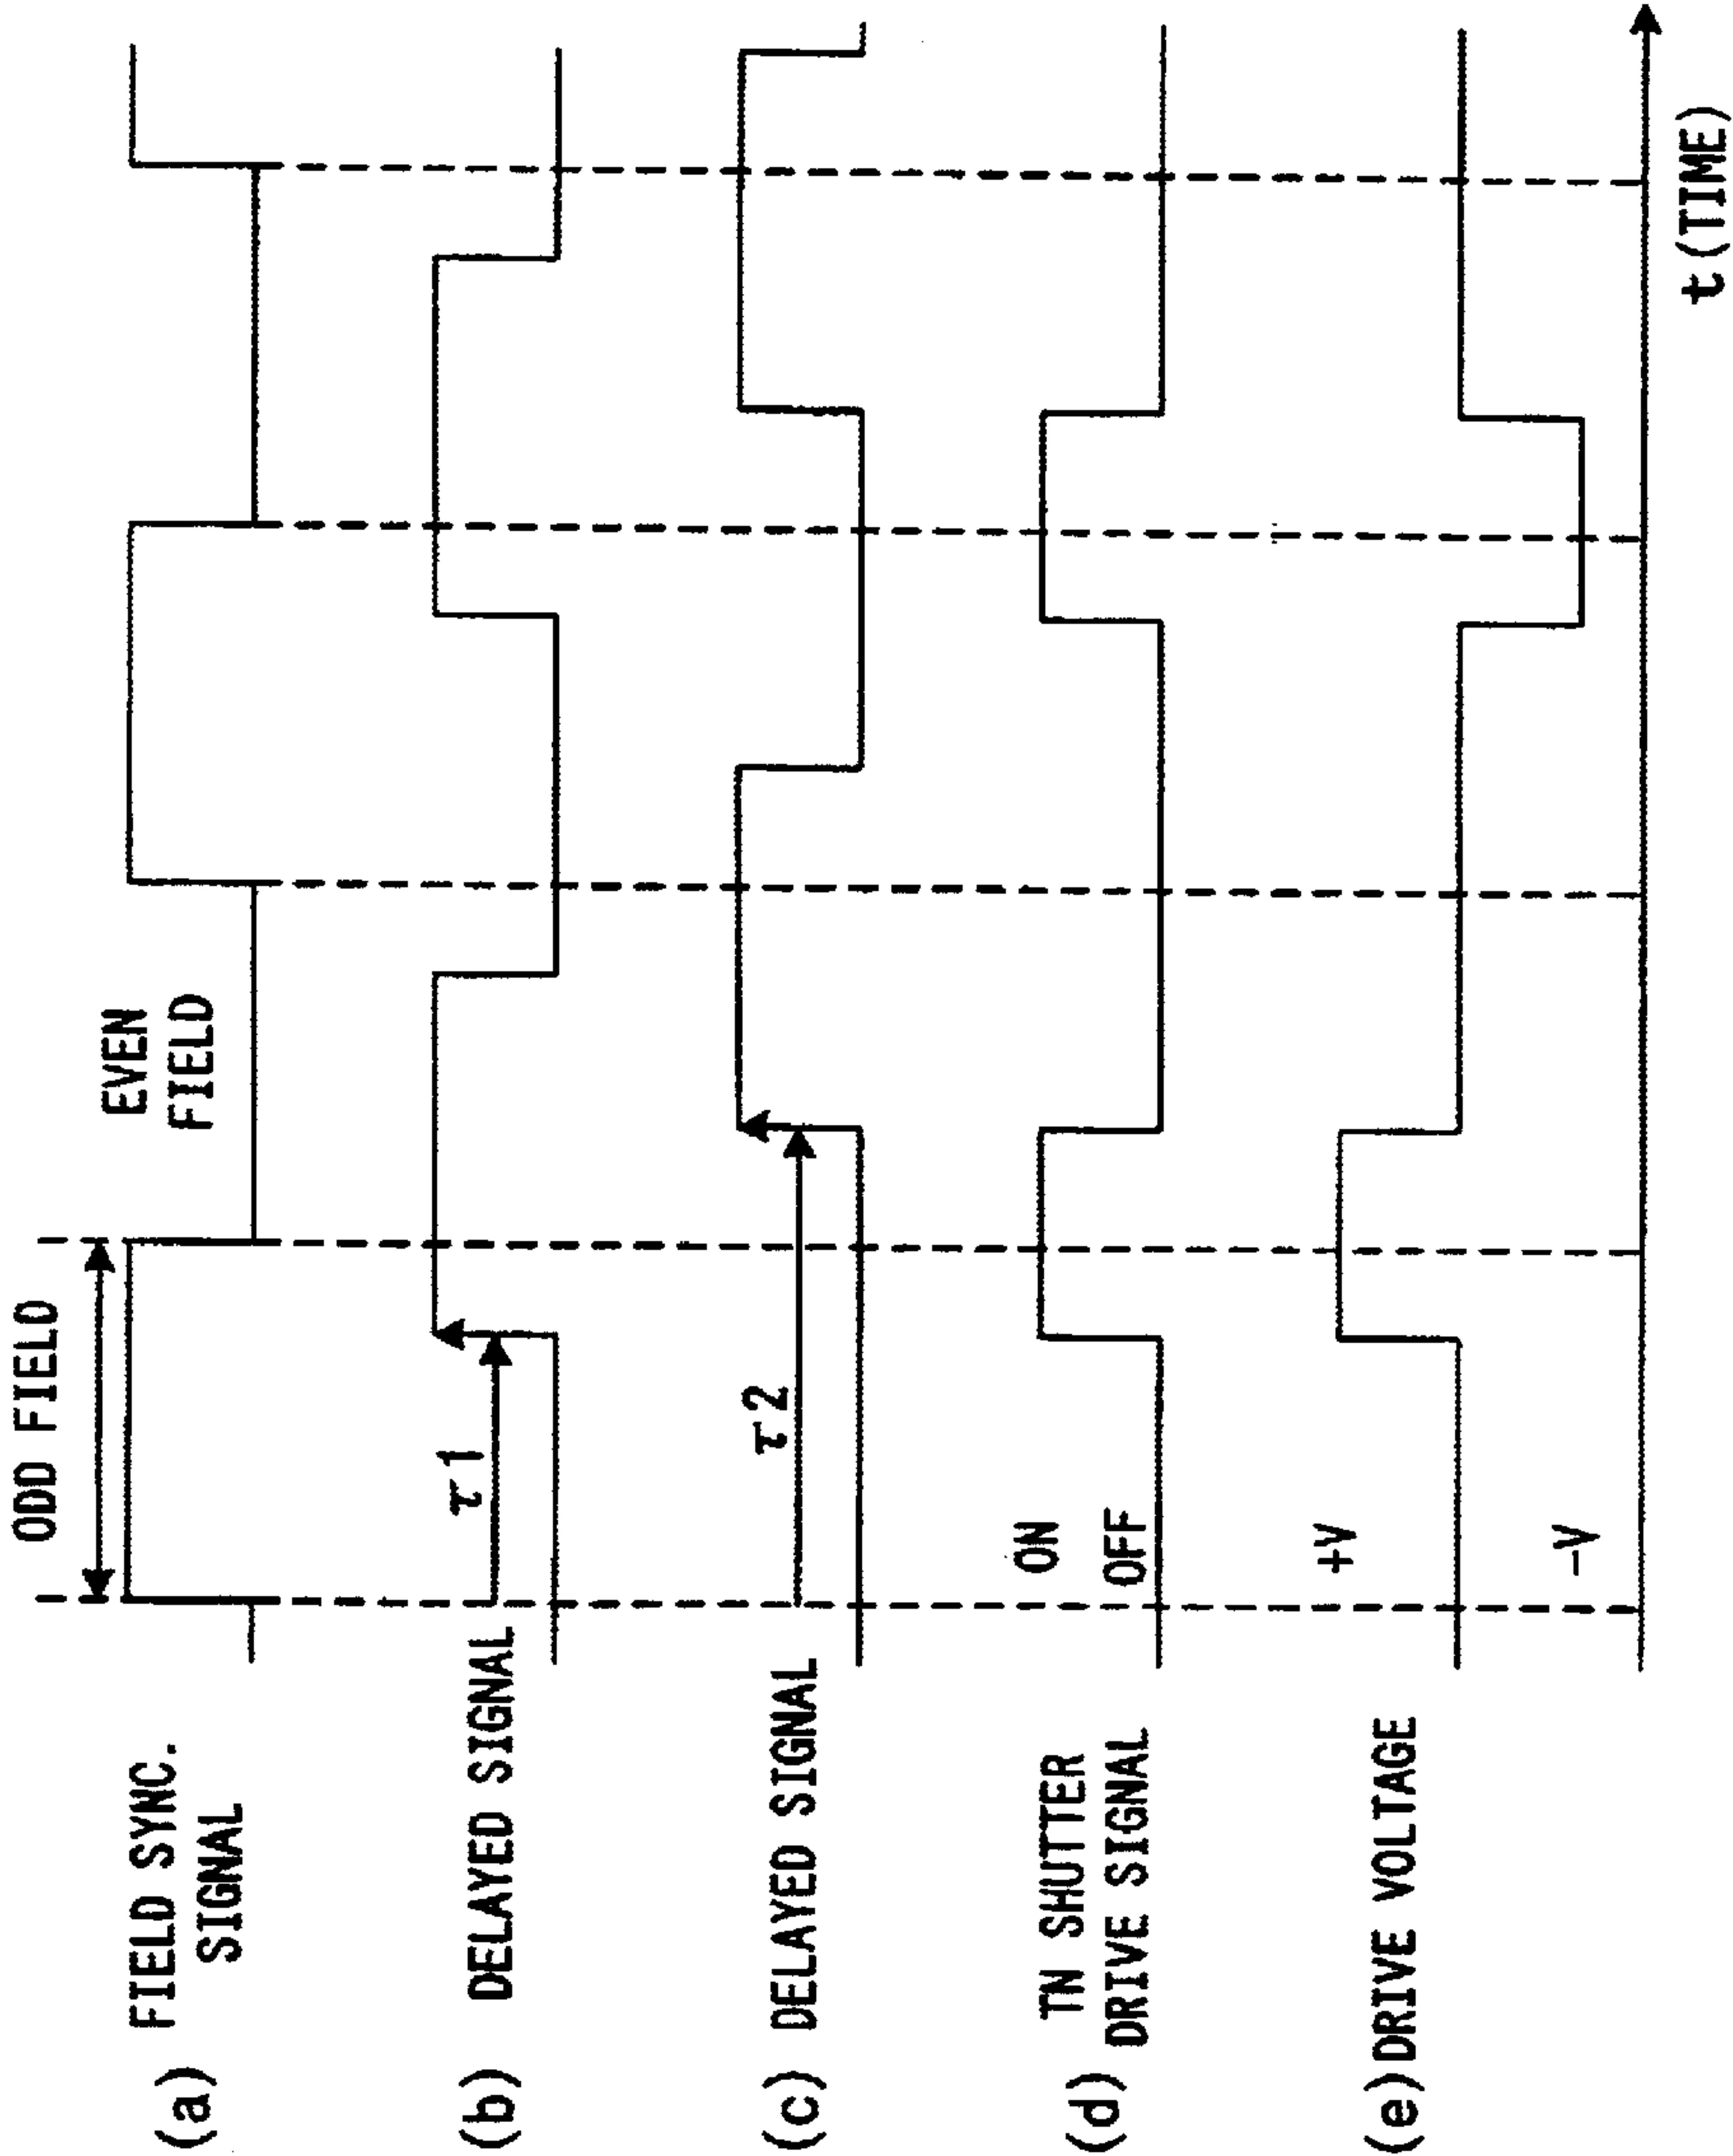 ODD FIELD
EVEN
FIELD
(a) FIELD SYNC.
SIGNAL
τ1
(b) DELAYED SIGNAL
τ2
(c) DELAYED SIGNAL
ON
OFF
(d) TN SHUTTER
DRIVE SIGNAL
+V
(e) DRIVE VOLTAGE
-V
t (TIME)